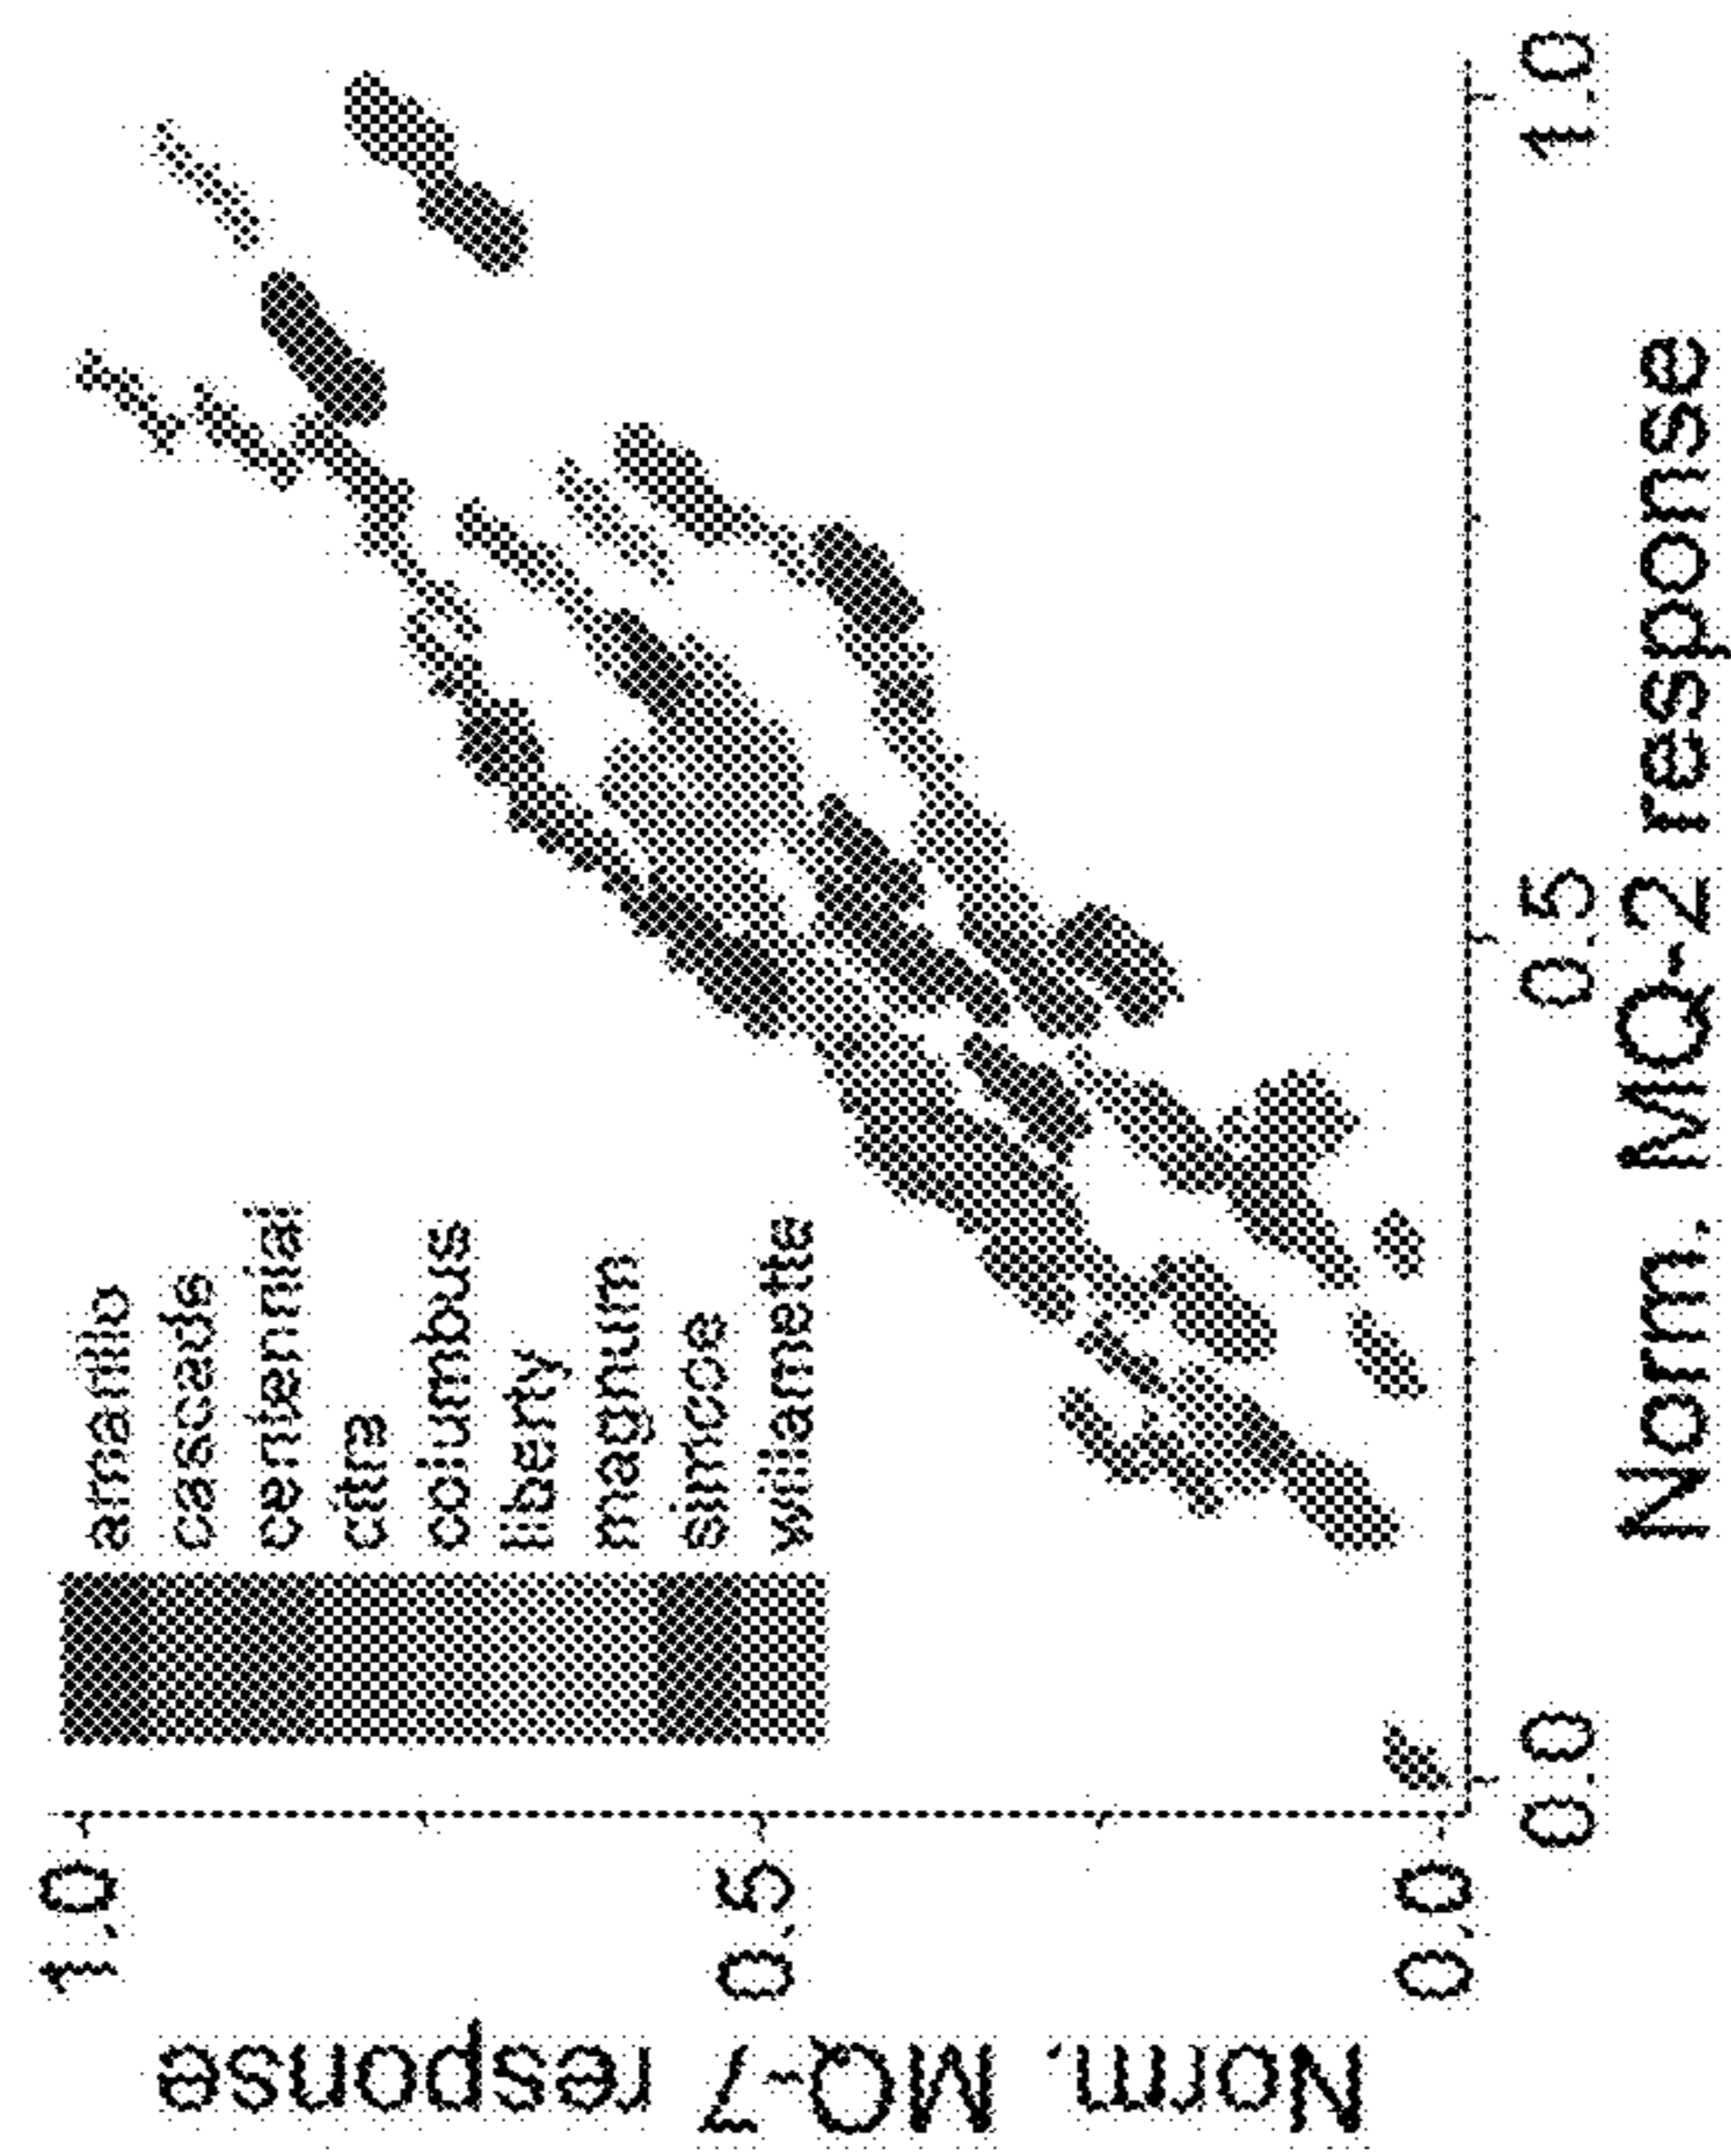 Norm. MQ-7 response
1.0
0.5
0.0
amarillo
cascade
centennial
citra
columbus
liberty
magnum
simcoe
willamette
0.0
0.5
1.0
Norm. MQ-2 response